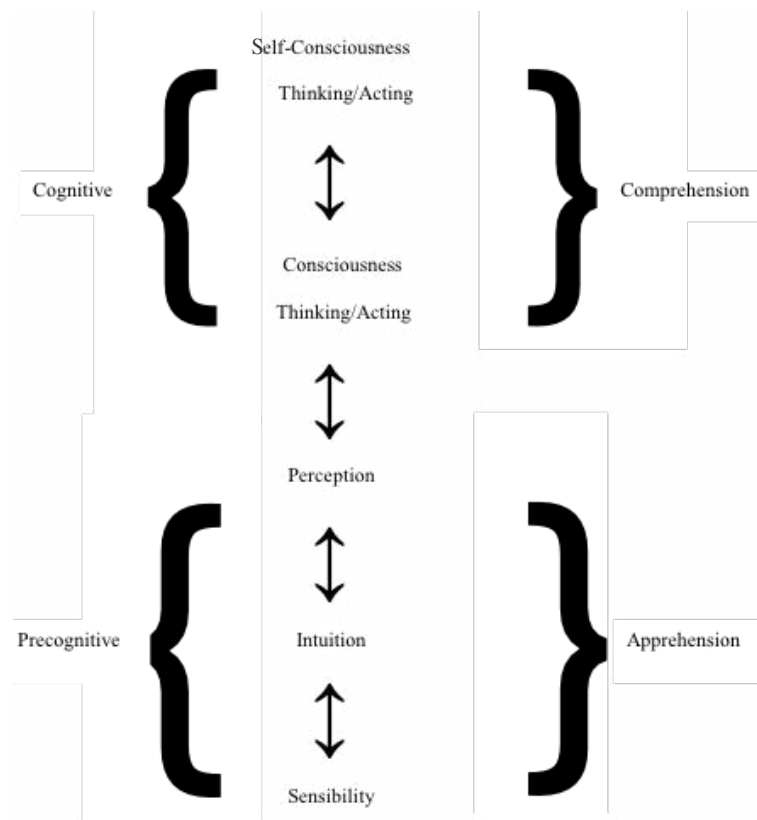 Self-Consciousness
Thinking/Acting
Cognitive
Comprehension
Consciousness
Thinking/Acting
Perception
Precognitive
Intuition
Apprehension
Sensibility